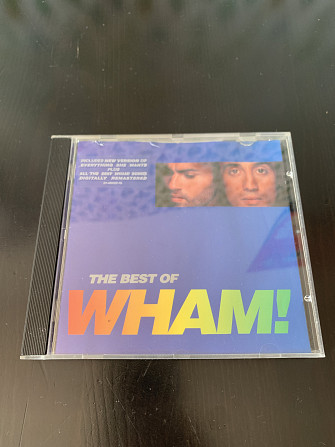 INCLUDES NEW VERSION OF
EVERYTHING SHE WANTS
PLUS
ALL THE BEST WHAM! SONGS
DIGITALLY REMASTERED
THE BEST OF
WHAM!